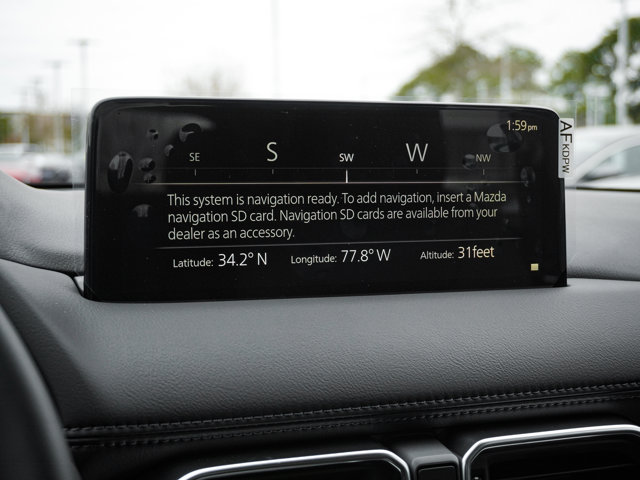 1:59 pm
SE S SW W NW
This system is navigation ready. To add navigation, insert a Mazda
navigation SD card. Navigation SD cards are available from your
dealer as an accessory.
Latitude: 34.2° N Longitude: 77.8° W Altitude: 31feet
AF KDPW